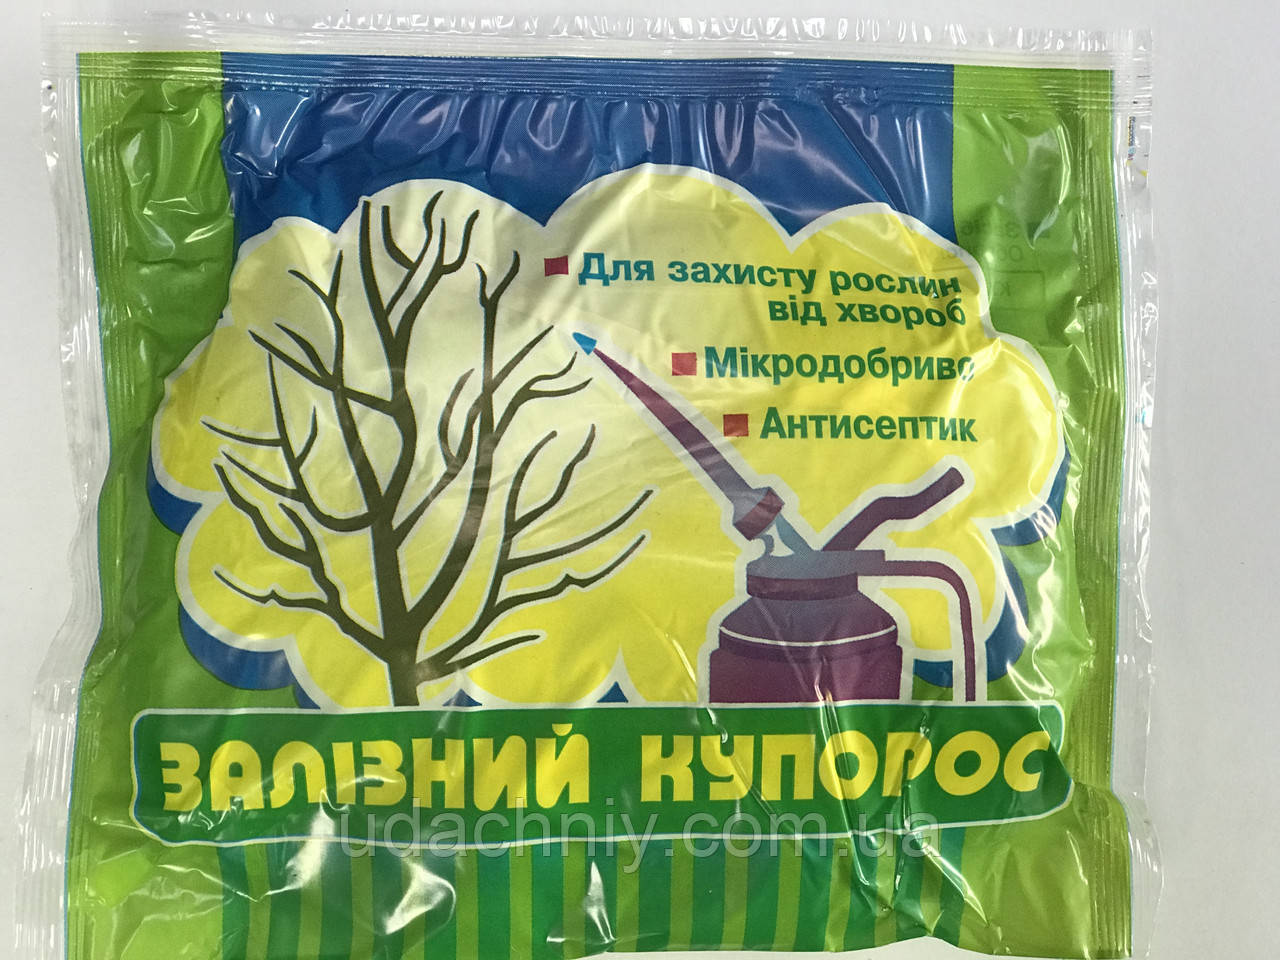 Для захисту рослин
від хвороб
Мікродобриво
Антисептик
ЗАЛІЗНИЙ КУПОРОС
udachniy.com.ua